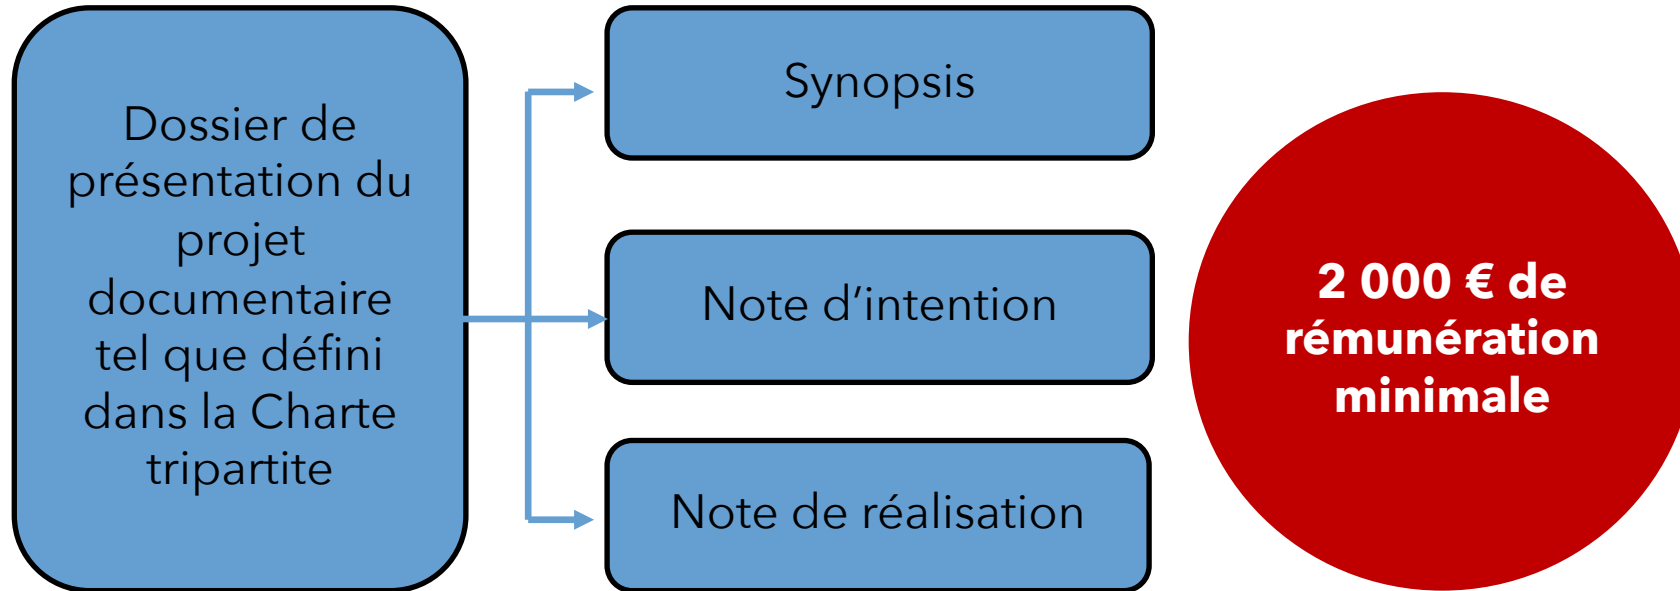 Dossier de
présentation du
projet
documentaire
tel que défini
dans la Charte
tripartite
Synopsis
Note d’intention
Note de réalisation
2 000 € de
rémunération
minimale